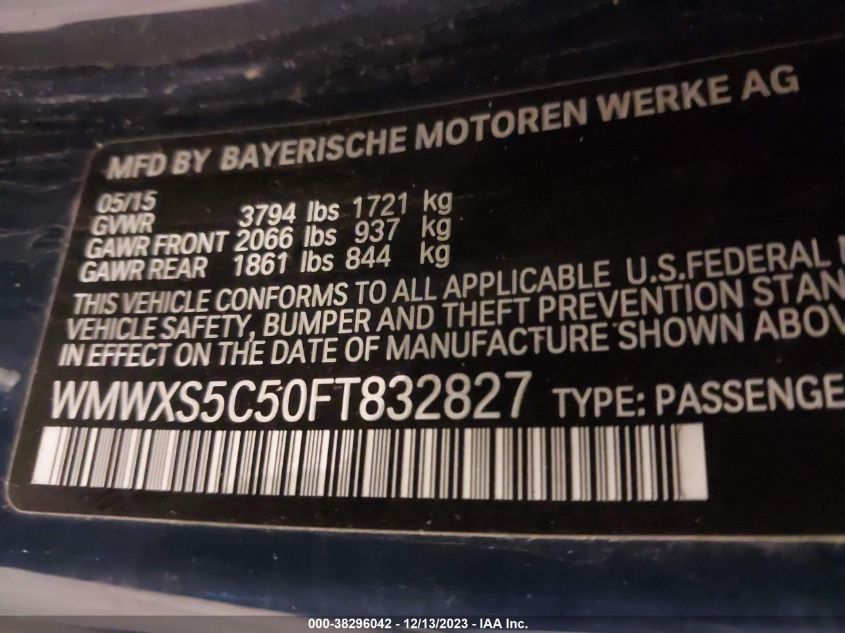 MFD BY BAYERISCHE MOTOREN WERKE AG
05/15
GVWR 3794 lbs 1721 kg
GAWR FRONT 2066 lbs 937 kg
GAWR REAR 1861 lbs 844 kg
THIS VEHICLE CONFORMS TO ALL APPLICABLE U.S.FEDERAL
VEHICLE SAFETY, BUMPER AND THEFT PREVENTION STAN
IN EFFECT ON THE DATE OF MANUFACTURE SHOWN ABOV
WMWXS5C50FT832827 TYPE: PASSENGE
000-38296042 - 12/13/2023 - IAA Inc.